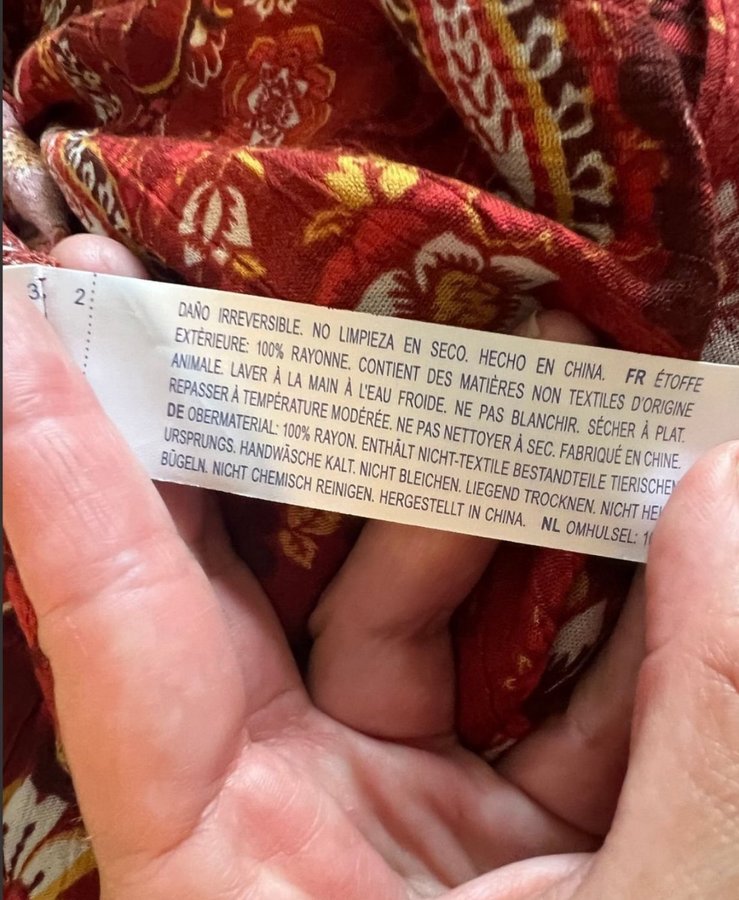 3
2
DAÑO IRREVERSIBLE. NO LIMPIEZA EN SECO. HECHO EN CHINA. FR ÉTOFFE
EXTÈRIEURE: 100% RAYONNE. CONTIENT DES MATIÈRES NON TEXTILES D'ORIGINE
ANIMALE. LAVER À LA MAIN À L'EAU FROIDE. NE PAS BLANCHIR. SÉCHER À PLAT.
REPASSER À TEMPÉRATURE MODÉRÉE. NE PAS NETTOYER À SEC. FABRIQUÉ EN CHINE.
DE OBERMATERIAL: 100% RAYON. ENTHÄLT NICHT-TEXTILE BESTANDTEILE TIERISCHEN
URSPRUNGS. HANDWÄSCHE KALT. NICHT BLEICHEN. LIEGEND TROCKNEN. NICHT
BÜGELN. NICHT CHEMISCH REINIGEN. HERGESTELLT IN CHINA. NL OMHULSEL: